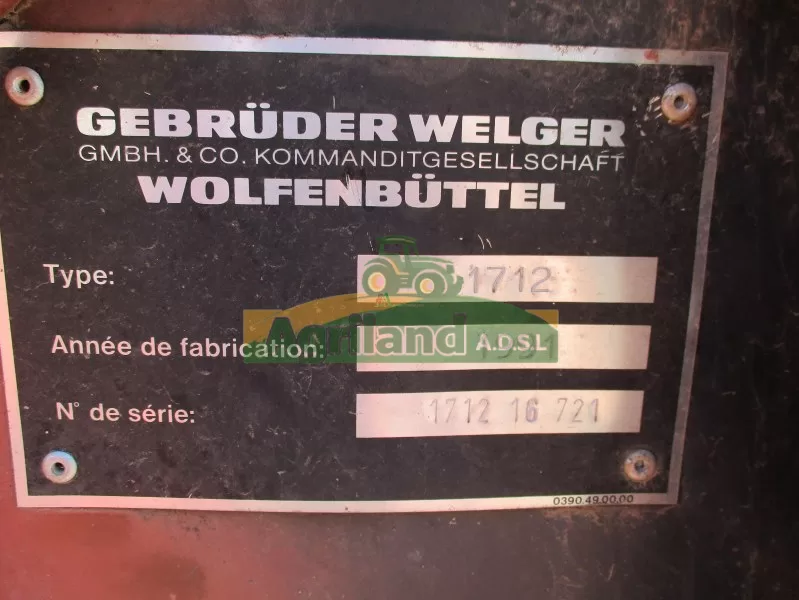 GEBRÜDER WELGER
GMBH. & CO. KOMMANDITGESELLSCHAFT
WOLFENBÜTTEL
Type: 1712
Année de fabrication: 1991
Agriland A.D.S.L
N° de série: 1712 16 721
0390.49.00.00